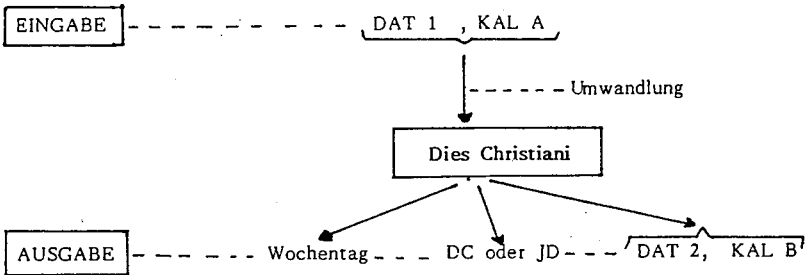 EINGABE DAT 1 , KAL A
Umwandlung
Dies Christiani
AUSGABE Wochentag DC oder JD DAT 2, KAL B